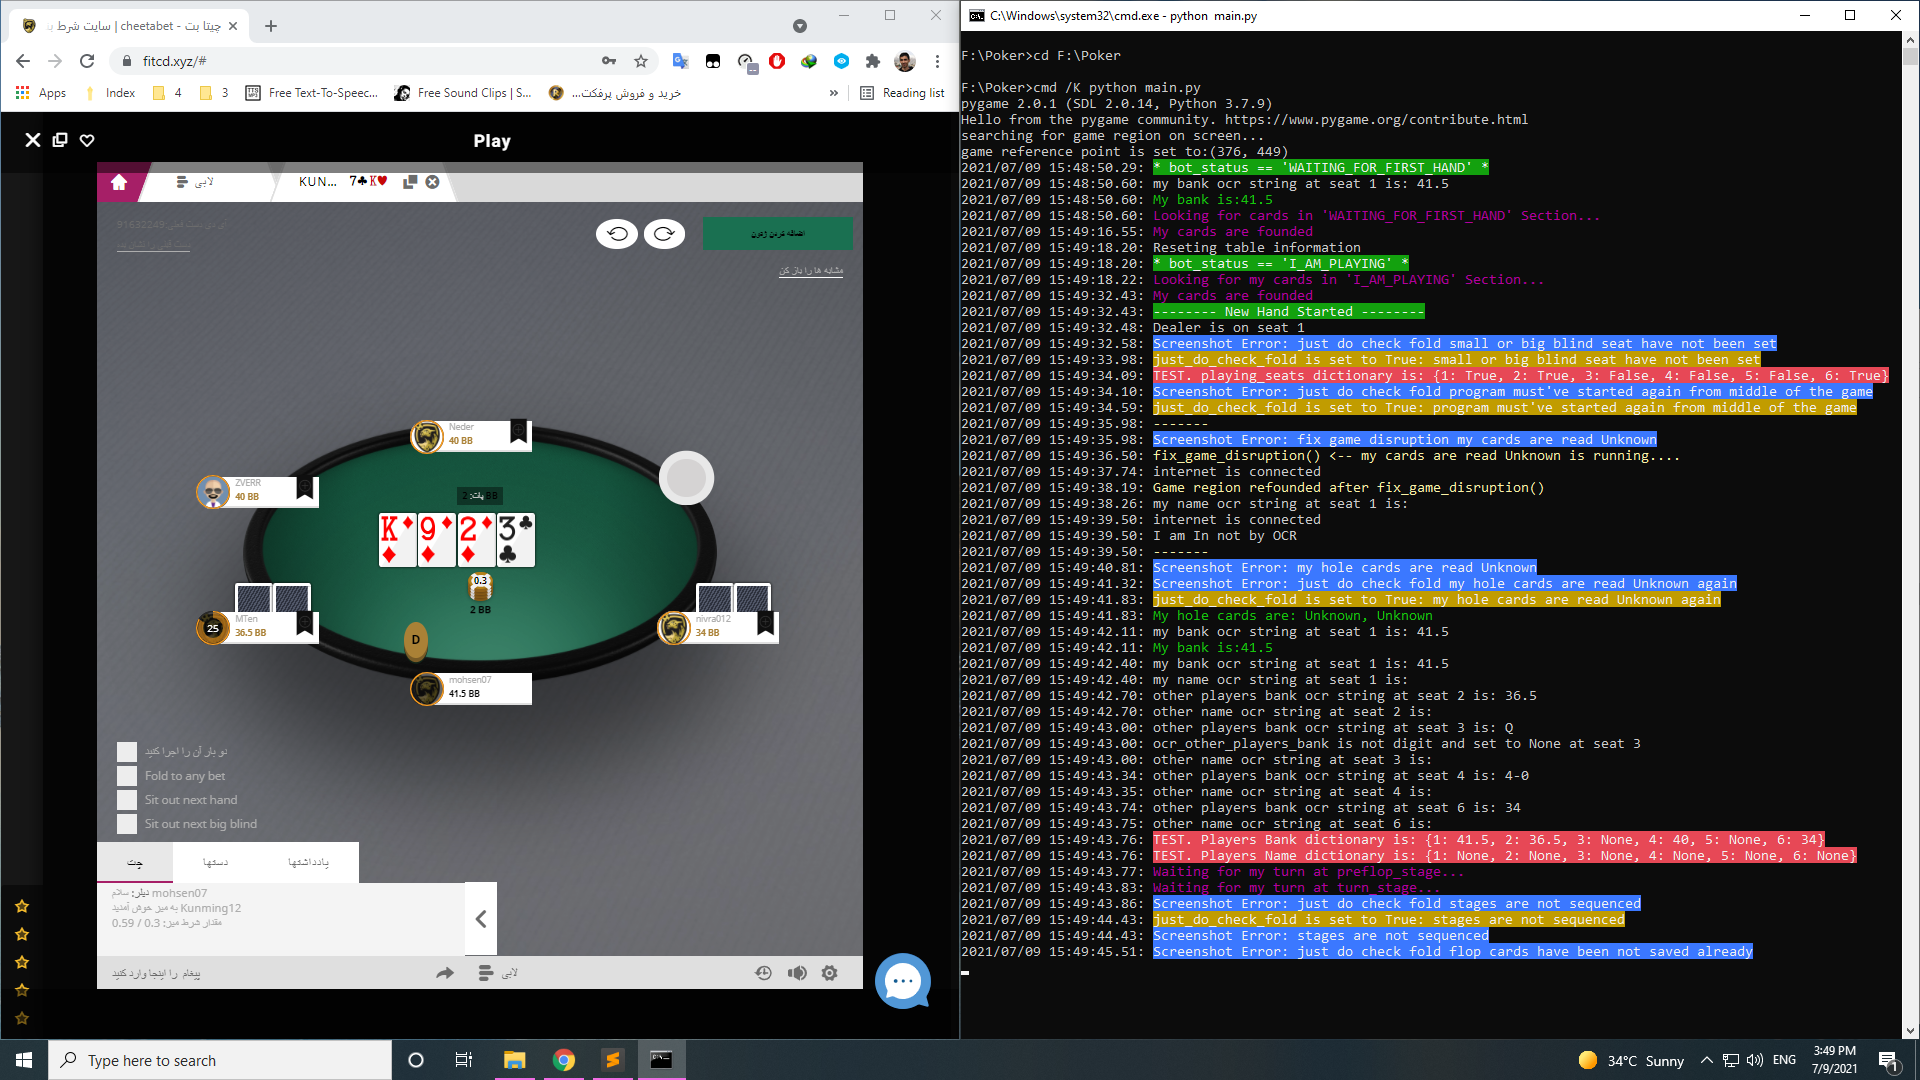 چیتا بت - cheetabet | سایت شرط ب
fitcd.xyz/#
Apps
Index
4
3
Free Text-To-Speec...
Free Sound Clips | S...
خرید و فروش پرفکت...
»
Reading list
Play
لابی
KUN...
7♣K♥
91632249
اضافه کردن ژتون
مشابه ها را باز کن
Neder
40 BB
ZVERR
40 BB
پات: 2 BB
K♦ 9♦ 2♦ 3♣
0.3
2 BB
MTen
36.5 BB
25
nivra012
34 BB
D
mohsen07
41.5 BB
دو بار آن را اجرا کنید
Fold to any bet
Sit out next hand
Sit out next big blind
چت
دستها
یادداشتها
دیلر: سلام mohsen07
به میز خوش آمدید Kunming12
مقدار شرط میز: 0.3 / 0.59
پیغام را اینجا وارد کنید
لابی
C:\Windows\system32\cmd.exe - python  main.py
F:\Poker>cd F:\Poker
F:\Poker>cmd /K python main.py
pygame 2.0.1 (SDL 2.0.14, Python 3.7.9)
Hello from the pygame community. https://www.pygame.org/contribute.html
searching for game region on screen...
game reference point is set to:(376, 449)
2021/07/09 15:48:50.29: * bot_status == 'WAITING_FOR_FIRST_HAND' *
2021/07/09 15:48:50.60: my bank ocr string at seat 1 is: 41.5
2021/07/09 15:48:50.60: My bank is:41.5
2021/07/09 15:48:50.60: Looking for cards in 'WAITING_FOR_FIRST_HAND' Section...
2021/07/09 15:49:16.55: My cards are founded
2021/07/09 15:49:18.20: Reseting table information
2021/07/09 15:49:18.20: * bot_status == 'I_AM_PLAYING' *
2021/07/09 15:49:18.22: Looking for my cards in 'I_AM_PLAYING' Section...
2021/07/09 15:49:32.43: My cards are founded
2021/07/09 15:49:32.43: -------- New Hand Started --------
2021/07/09 15:49:32.48: Dealer is on seat 1
2021/07/09 15:49:32.58: Screenshot Error: just do check fold small or big blind seat have not been set
2021/07/09 15:49:33.98: just_do_check_fold is set to True: small or big blind seat have not been set
2021/07/09 15:49:34.09: TEST. playing_seats dictionary is: {1: True, 2: True, 3: False, 4: False, 5: False, 6: True}
2021/07/09 15:49:34.10: Screenshot Error: just do check fold program must've started again from middle of the game
2021/07/09 15:49:34.59: just_do_check_fold is set to True: program must've started again from middle of the game
2021/07/09 15:49:35.98: -------
2021/07/09 15:49:35.98: Screenshot Error: fix game disruption my cards are read Unknown
2021/07/09 15:49:36.50: fix_game_disruption() <-- my cards are read Unknown is running....
2021/07/09 15:49:37.74: internet is connected
2021/07/09 15:49:38.19: Game region refounded after fix_game_disruption()
2021/07/09 15:49:38.26: my name ocr string at seat 1 is:
2021/07/09 15:49:39.50: internet is connected
2021/07/09 15:49:39.50: I am In not by OCR
2021/07/09 15:49:39.50: -------
2021/07/09 15:49:40.81: Screenshot Error: my hole cards are read Unknown
2021/07/09 15:49:41.32: Screenshot Error: just do check fold my hole cards are read Unknown again
2021/07/09 15:49:41.83: just_do_check_fold is set to True: my hole cards are read Unknown again
2021/07/09 15:49:41.83: My hole cards are: Unknown, Unknown
2021/07/09 15:49:42.11: my bank ocr string at seat 1 is: 41.5
2021/07/09 15:49:42.11: My bank is:41.5
2021/07/09 15:49:42.40: my bank ocr string at seat 1 is: 41.5
2021/07/09 15:49:42.40: my name ocr string at seat 1 is:
2021/07/09 15:49:42.70: other players bank ocr string at seat 2 is: 36.5
2021/07/09 15:49:42.70: other name ocr string at seat 2 is:
2021/07/09 15:49:43.00: other players bank ocr string at seat 3 is: Q
2021/07/09 15:49:43.00: ocr_other_players_bank is not digit and set to None at seat 3
2021/07/09 15:49:43.00: other name ocr string at seat 3 is:
2021/07/09 15:49:43.34: other players bank ocr string at seat 4 is: 4-0
2021/07/09 15:49:43.35: other name ocr string at seat 4 is:
2021/07/09 15:49:43.74: other players bank ocr string at seat 6 is: 34
2021/07/09 15:49:43.75: other name ocr string at seat 6 is:
2021/07/09 15:49:43.76: TEST. Players Bank dictionary is: {1: 41.5, 2: 36.5, 3: None, 4: 40, 5: None, 6: 34}
2021/07/09 15:49:43.76: TEST. Players Name dictionary is: {1: None, 2: None, 3: None, 4: None, 5: None, 6: None}
2021/07/09 15:49:43.77: Waiting for my turn at preflop_stage...
2021/07/09 15:49:43.83: Waiting for my turn at turn_stage...
2021/07/09 15:49:43.86: Screenshot Error: just do check fold stages are not sequenced
2021/07/09 15:49:44.43: just_do_check_fold is set to True: stages are not sequenced
2021/07/09 15:49:44.43: Screenshot Error: stages are not sequenced
2021/07/09 15:49:45.51: Screenshot Error: just do check fold flop cards have been not saved already
Type here to search
34°C Sunny
ENG
3:49 PM
7/9/2021
1